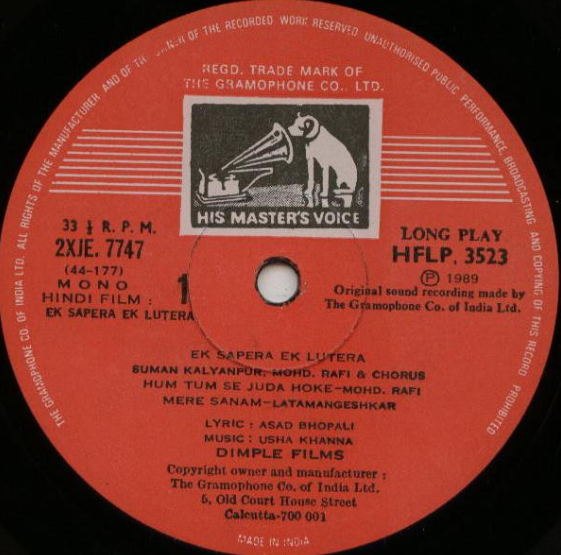 THE GRAMOPHONE CO. OF INDIA LTD. ALL RIGHTS OF THE MANUFACTURER AND OF THE OWNER OF THE RECORDED WORK RESERVED UNAUTHORISED PUBLIC PERFORMANCE, BROADCASTING AND COPYING OF THIS RECORD PROHIBITED
REGD. TRADE MARK OF
THE GRAMOPHONE CO., LTD.
HIS MASTER'S VOICE
33 ⅓ R. P. M.
2XJE. 7747
(44-177)
MONO
HINDI FILM :
EK SAPERA EK LUTERA
1
LONG PLAY
HFLP. 3523
Ⓟ 1989
Original sound recording made by
The Gramophone Co. of India Ltd.
EK SAPERA EK LUTERA
SUMAN KALYANPUR, MOHD. RAFI & CHORUS
HUM TUM SE JUDA HOKE-MOHD. RAFI
MERE SANAM-LATAMANGESHKAR
LYRIC : ASAD BHOPALI
MUSIC : USHA KHANNA
DIMPLE FILMS
Copyright owner and manufacturer :
The Gramophone Co. of India Ltd.
5, Old Court House Street
Calcutta-700 001
MADE IN INDIA